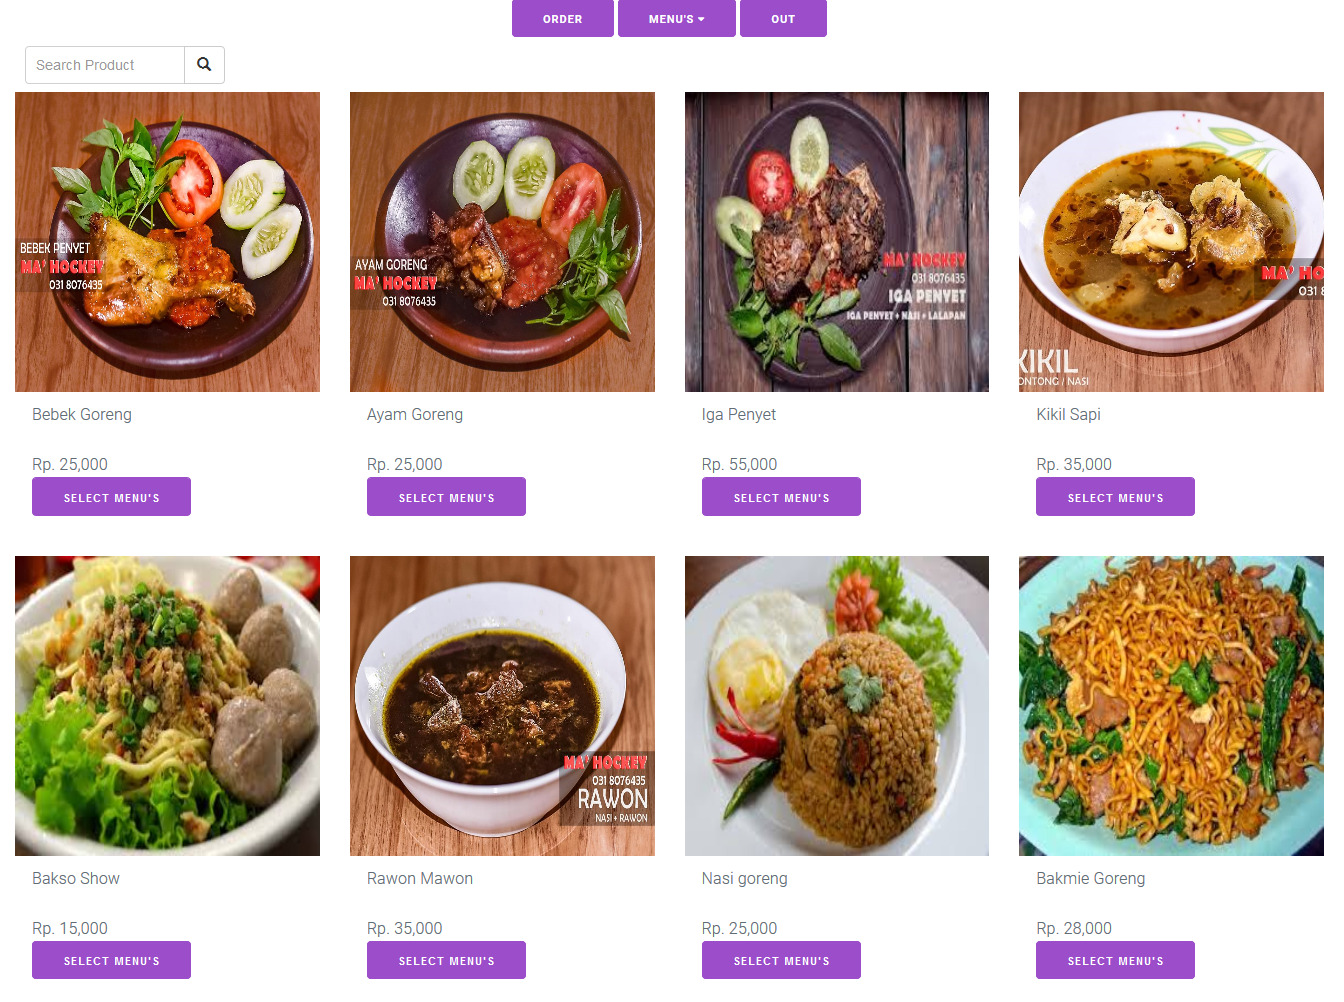 ORDER
MENU'S
OUT
Search Product
BEBEK PENYET
MA' HOCKEY
031 8076435
AYAM GORENG
MA' HOCKEY
031 8076435
MA' HOCKEY
031 8076435
IGA PENYET
IGA PENYET + NASI + LALAPAN
MA' HO
031 8
KIKIL
ONTONG / NASI
Bebek Goreng
Ayam Goreng
Iga Penyet
Kikil Sapi
Rp. 25,000
Rp. 25,000
Rp. 55,000
Rp. 35,000
SELECT MENU'S
SELECT MENU'S
SELECT MENU'S
SELECT MENU'S
MA' HOCKEY
031 8076435
RAWON
NASI + RAWON
Bakso Show
Rawon Mawon
Nasi goreng
Bakmie Goreng
Rp. 15,000
Rp. 35,000
Rp. 25,000
Rp. 28,000
SELECT MENU'S
SELECT MENU'S
SELECT MENU'S
SELECT MENU'S